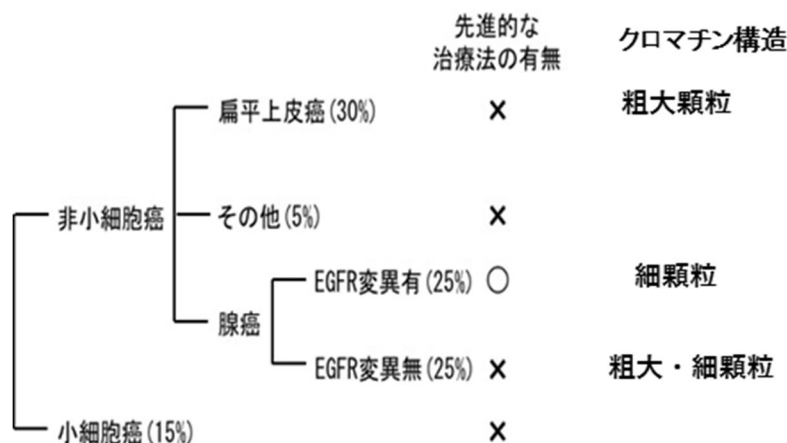 先進的な
治療法の有無
クロマチン構造
扁平上皮癌(30%) × 粗大顆粒
非小細胞癌
その他(5%) ×
EGFR変異有(25%) ○ 細顆粒
腺癌
EGFR変異無(25%) × 粗大・細顆粒
小細胞癌(15%) ×